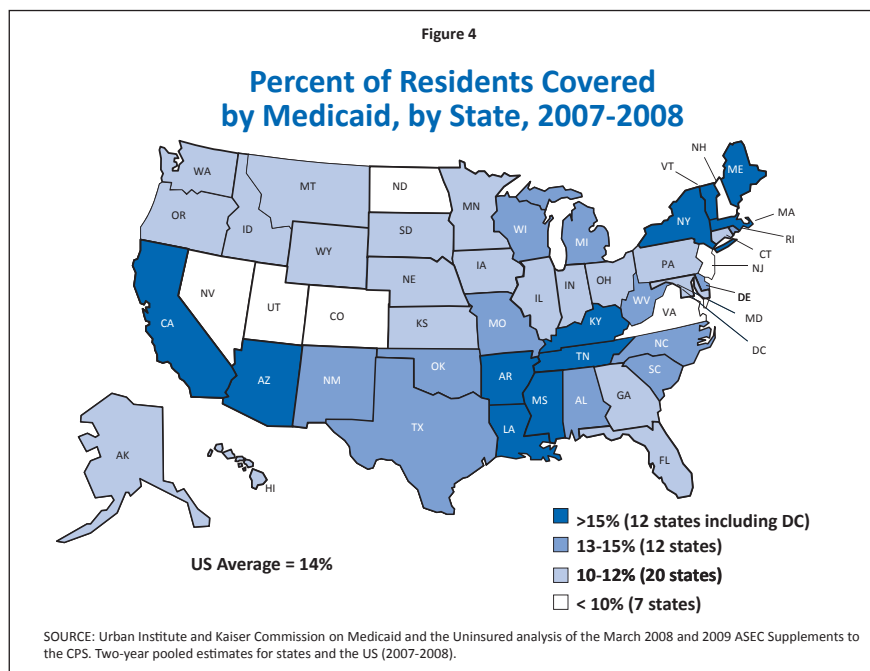 Figure 4
Percent of Residents Covered
by Medicaid, by State, 2007-2008
NH
VT
ME
WA
MT
ND
MN
OR
ID
SD
WI
MI
NY
MA
RI
CT
WY
NJ
IA
PA
NE
OH
DE
IL
IN
NV
UT
CO
WV
VA
MD
KS
MO
KY
DC
CA
NC
TN
OK
AZ
NM
AR
SC
MS
AL
GA
TX
LA
AK
FL
HI
>15% (12 states including DC)
13-15% (12 states)
US Average = 14%
10-12% (20 states)
< 10% (7 states)
SOURCE: Urban Institute and Kaiser Commission on Medicaid and the Uninsured analysis of the March 2008 and 2009 ASEC Supplements to
the CPS. Two-year pooled estimates for states and the US (2007-2008).